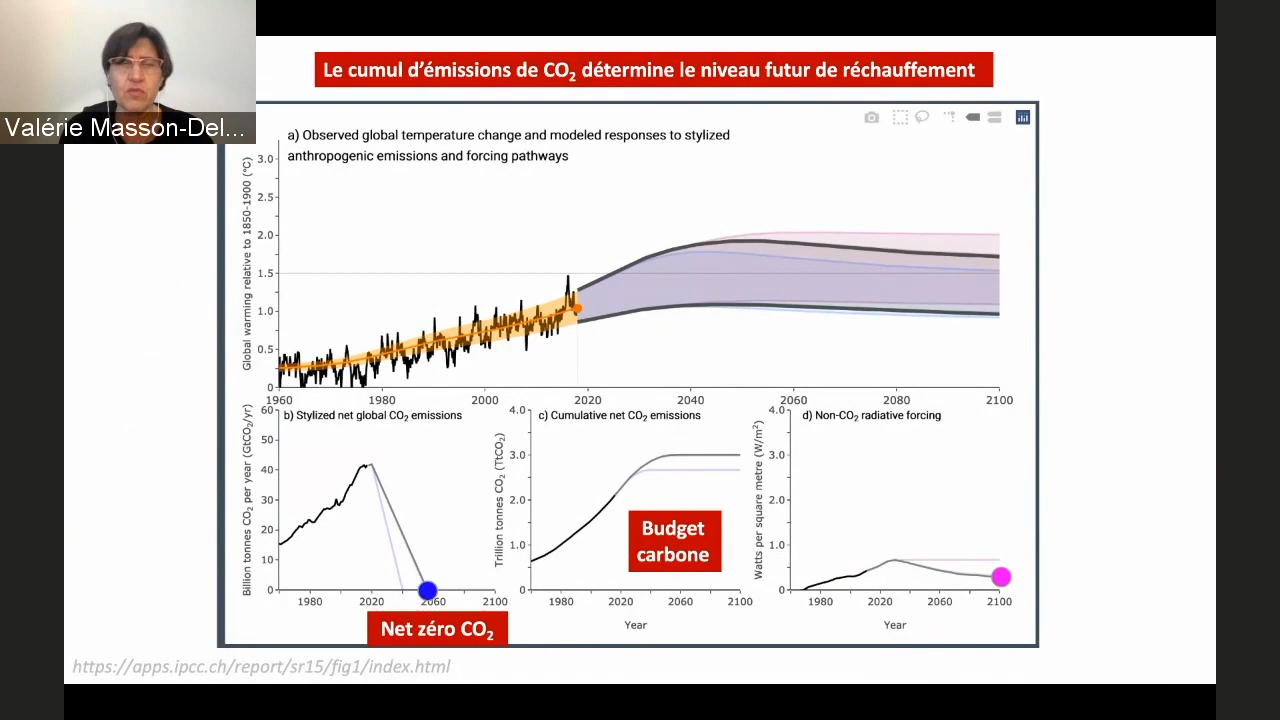 Le cumul d'émissions de CO₂ détermine le niveau futur de réchauffement
Valérie Masson-Del...
a) Observed global temperature change and modeled responses to stylized
anthropogenic emissions and forcing pathways
Global warming relative to 1850-1900 (°C)
3.0
2.5
2.0
1.5
1.0
0.5
0
1960 1980 2000 2020 2040 2060 2080 2100
b) Stylized net global CO₂ emissions
Billion tonnes CO₂ per year (GtCO₂/yr)
60
50
40
30
20
10
0
1980 2020 2060 2100
Net zéro CO₂
c) Cumulative net CO₂ emissions
Trillion tonnes CO₂ (TtCO₂)
4.0
3.0
2.0
1.0
0
Budget
carbone
1980 2020 2060 2100
Year
d) Non-CO₂ radiative forcing
Watts per square metre (W/m²)
4.0
3.0
2.0
1.0
0
1980 2020 2060 2100
Year
https://apps.ipcc.ch/report/sr15/fig1/index.html